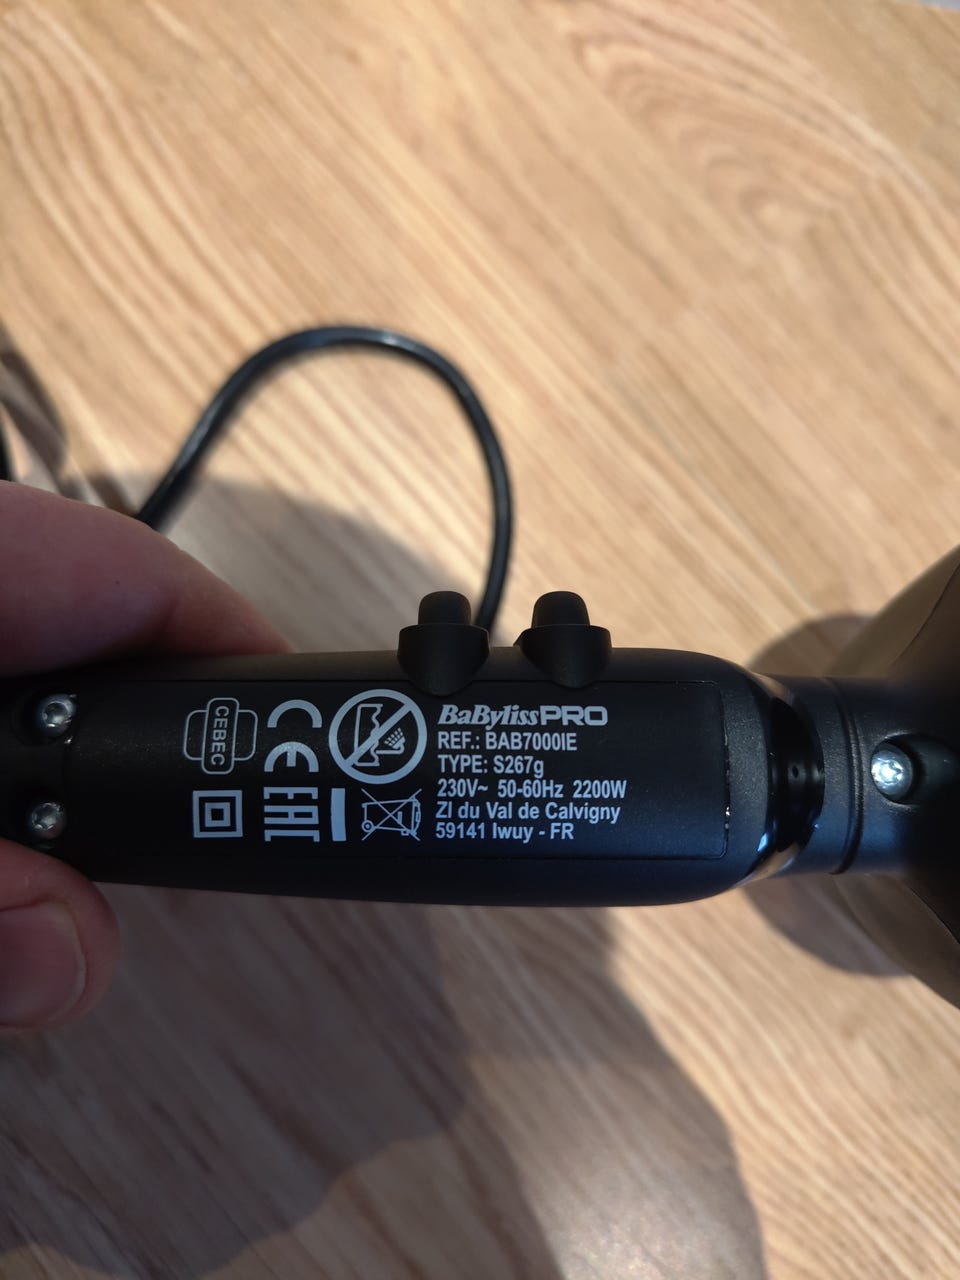 CEBEC
CE
EAC
BaBylissPRO
REF.: BAB7000IE
TYPE: S267g
230V~ 50-60Hz 2200W
ZI du Val de Calvigny
59141 Iwuy - FR